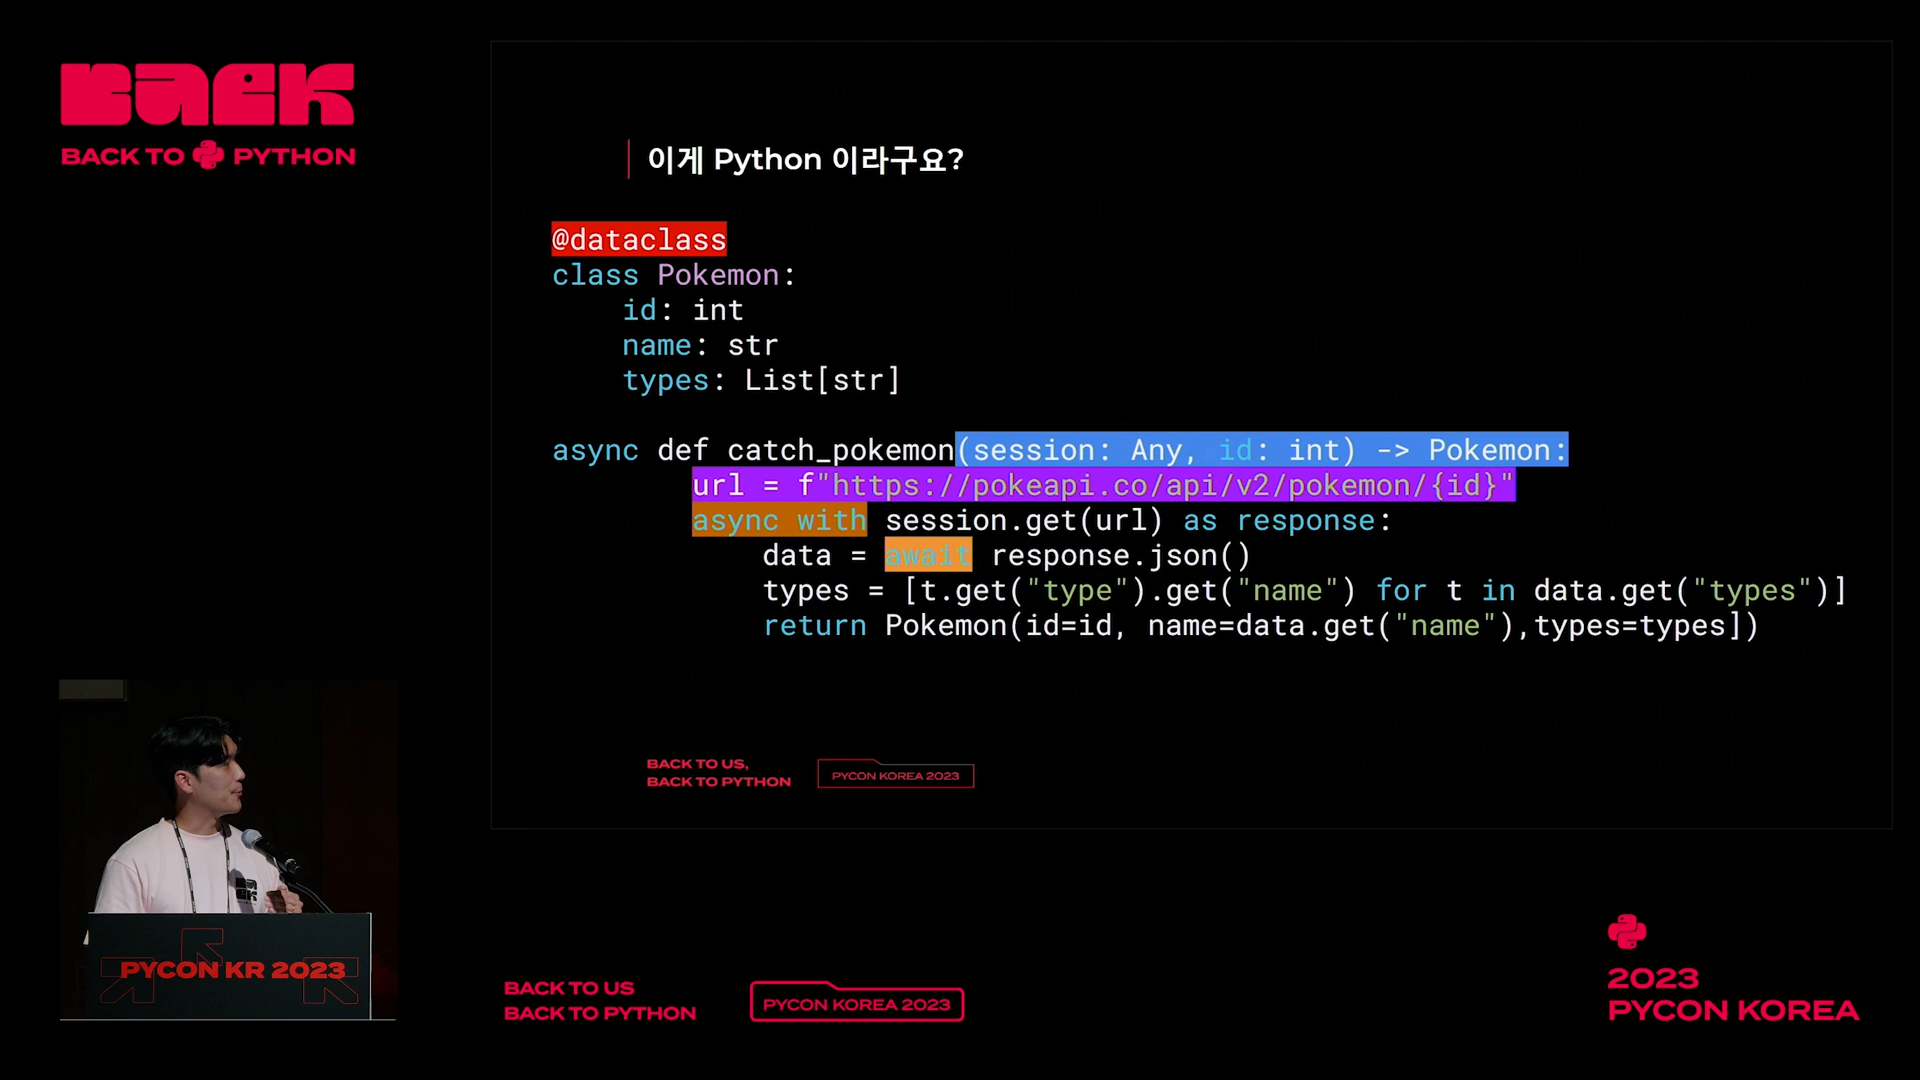 BACK
BACK TO PYTHON
이게 Python 이라구요?
@dataclass
class Pokemon:
    id: int
    name: str
    types: List[str]
async def catch_pokemon(session: Any, id: int) -> Pokemon:
        url = f"https://pokeapi.co/api/v2/pokemon/{id}"
        async with session.get(url) as response:
            data = await response.json()
            types = [t.get("type").get("name") for t in data.get("types")]
            return Pokemon(id=id, name=data.get("name"),types=types])
BACK TO US,
BACK TO PYTHON
PYCON KOREA 2023
PYCON KR 2023
BACK TO US
BACK TO PYTHON
PYCON KOREA 2023
2023
PYCON KOREA